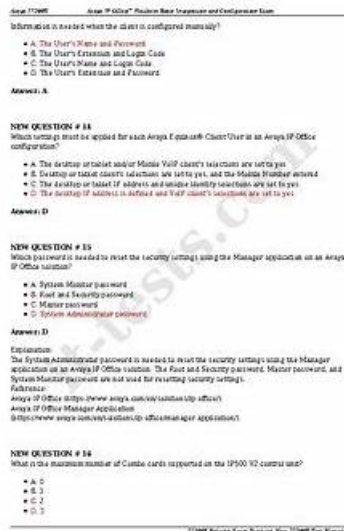 Avaya 77200X
Avaya IP Office™ Platform Basic Integration and Configuration Exam
information is needed when the client is configured manually?
A. The User's Name and Password
B. The User's Extension and Login Code
C. The User's Name and Login Code
D. The User's Extension and Password
Answer: A
NEW QUESTION # 14
Which settings must be applied for each Avaya Equinox® Client User in an Avaya IP Office
configuration?
A. The desktop or tablet and/or Mobile VoIP client's selections are set to yes
B. Desktop or tablet client's selections are set to yes, and the Mobile Number entered
C. The desktop or tablet IP address and unique identity selections are set to yes
D. The desktop IP address is defined and VoIP client's selections are set to yes
Answer: D
NEW QUESTION # 15
Which password is needed to reset the security settings using the Manager application on an Avaya
IP Office solution?
A. System Monitor password
B. Root and Security password
C. Master password
D. System Administrator password
Answer: D
Explanation:
The System Administrator password is needed to reset the security settings using the Manager
application on an Avaya IP Office solution. The Root and Security password, Master password, and
System Monitor password are not used for resetting security settings.
Reference:
Avaya IP Office
Avaya IP Office Manager Application
NEW QUESTION # 16
What is the maximum number of Combo cards supported on the IP500 V2 control unit?
A. 0
B. 3
C. 2
D. 1